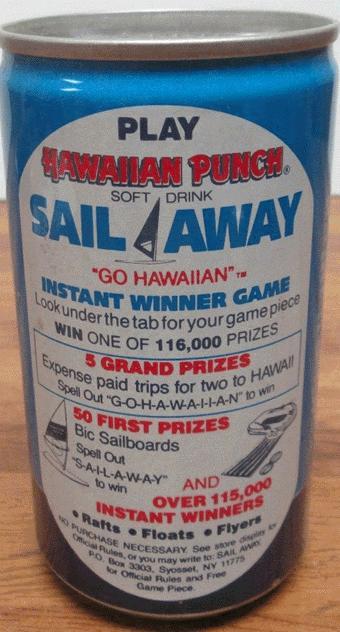 PLAY
HAWAIIAN PUNCH®
SOFT DRINK
SAIL AWAY
"GO HAWAIIAN"™
INSTANT WINNER GAME
Look under the tab for your game piece
WIN ONE OF 116,000 PRIZES
5 GRAND PRIZES
Expense paid trips for two to HAWAII
Spell Out "G-O-H-A-W-A-I-I-A-N" to win
50 FIRST PRIZES
Bic Sailboards
Spell Out
"S-A-I-L-A-W-A-Y"
to win
AND
OVER 115,000
INSTANT WINNERS
• Rafts • Floats • Flyers
NO PURCHASE NECESSARY. See store display for
Official Rules, or you may write to: SAIL AWAY,
P.O. Box 3303, Syosset, NY 11775
for Official Rules and Free
Game Piece.